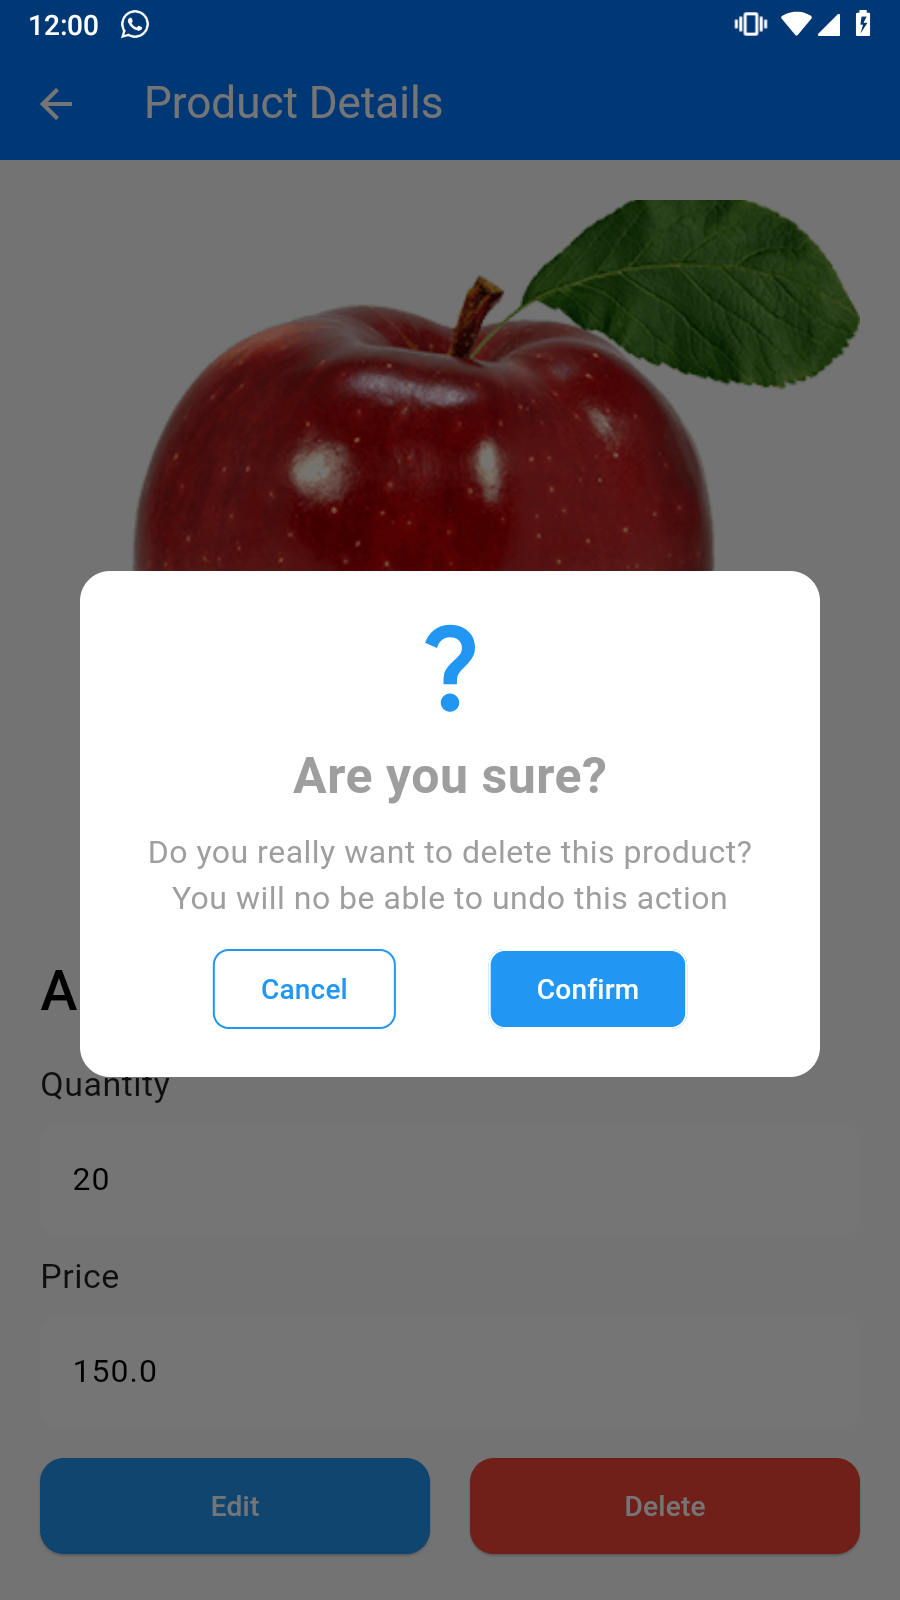 12:00
Product Details
?
Are you sure?
Do you really want to delete this product?
You will no be able to undo this action
Cancel
Confirm
Quantity
20
Price
150.0
Edit
Delete